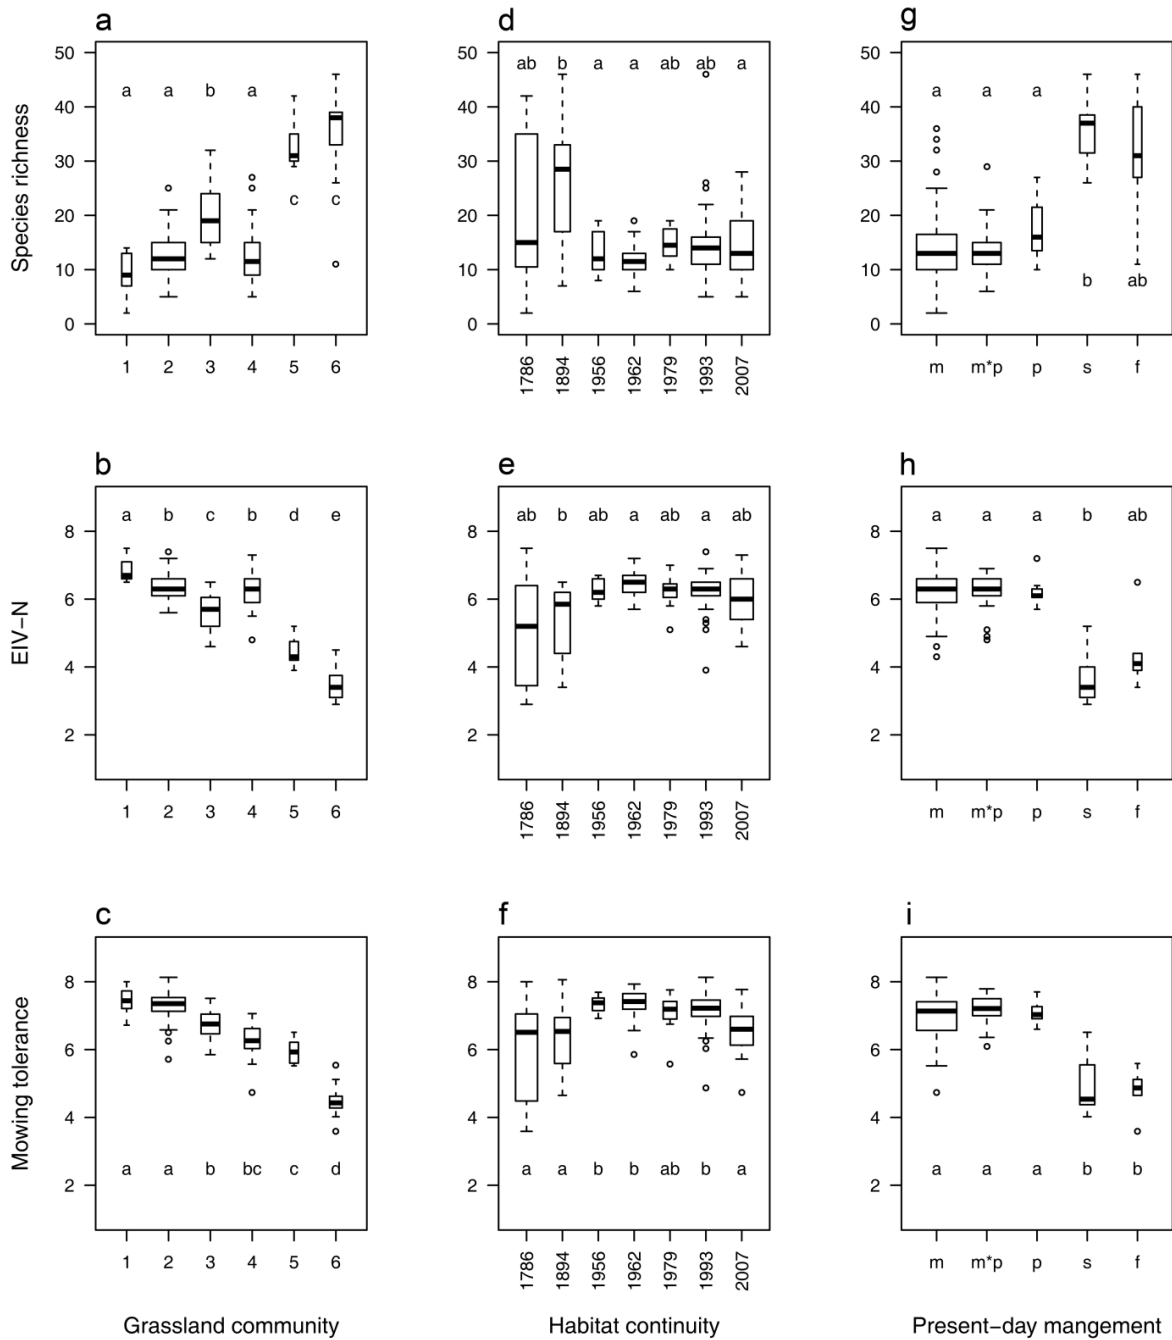 a
50
40
30
20
10
0
Species richness
a a b a c c
1 2 3 4 5 6
d
50
40
30
20
10
0
ab b a a ab ab a
1786 1894 1956 1962 1979 1993 2007
g
50
40
30
20
10
0
a a a b ab
m m*p p s f
b
8
6
4
2
EIV–N
a b c b d e
1 2 3 4 5 6
e
8
6
4
2
ab b ab a ab a ab
1786 1894 1956 1962 1979 1993 2007
h
8
6
4
2
a a a b ab
m m*p p s f
c
8
6
4
2
Mowing tolerance
a a b bc c d
1 2 3 4 5 6
Grassland community
f
8
6
4
2
a a b b ab b a
1786 1894 1956 1962 1979 1993 2007
Habitat continuity
i
8
6
4
2
a a a b b
m m*p p s f
Present–day mangement